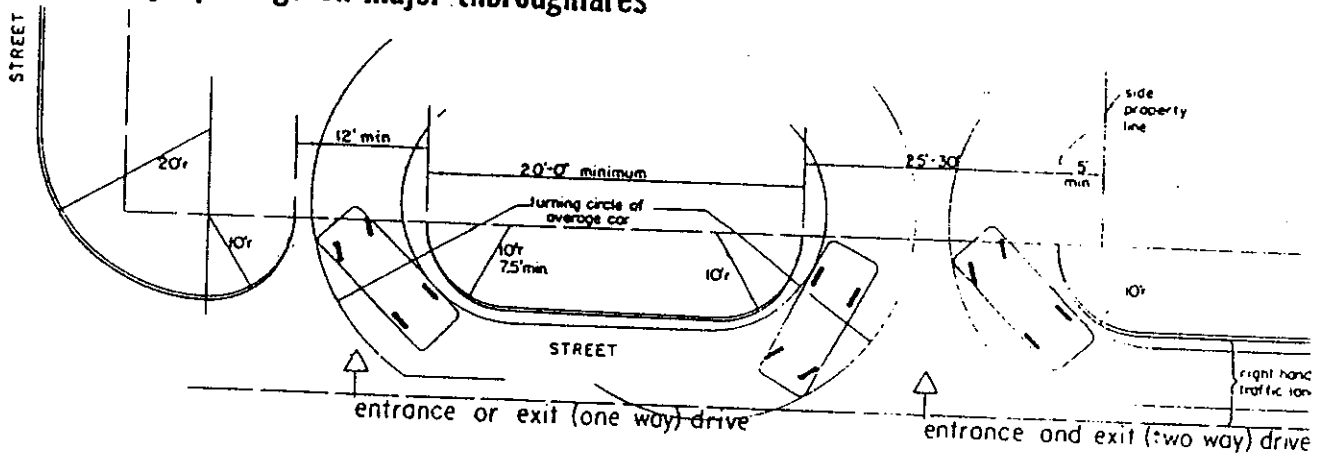 major thoroughfares
STREET
side
property
line
12' min
20'r
20'-0" minimum
25'-30'
5'
min
turning circle of
average car
10'r
10'r
7.5' min
10'r
10'r
STREET
right hand
traffic
entrance or exit (one way) drive
entrance and exit (two way) drive